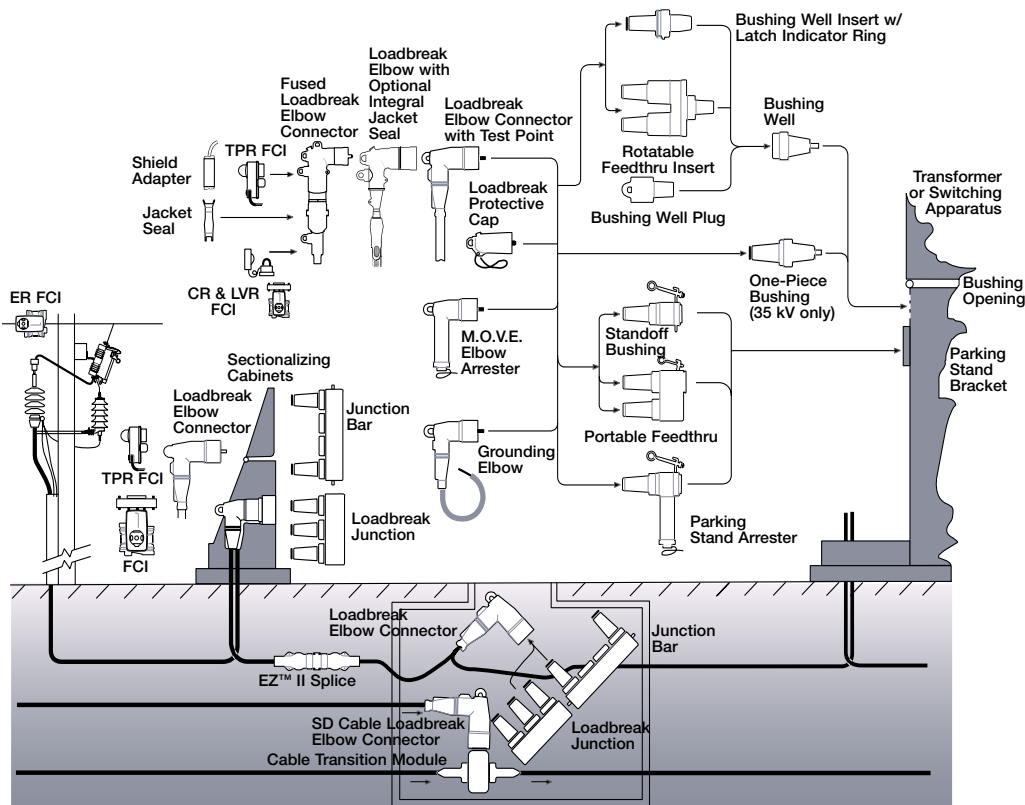 Bushing Well Insert w/
Latch Indicator Ring
Loadbreak
Elbow with
Optional
Integral
Jacket
Seal
Fused
Loadbreak
Elbow
Connector
Loadbreak
Elbow Connector
with Test Point
Bushing
Well
TPR FCI
Shield
Adapter
Rotatable
Feedthru Insert
Transformer
or Switching
Apparatus
Loadbreak
Protective
Cap
Jacket
Seal
Bushing Well Plug
CR & LVR
FCI
One-Piece
Bushing
(35 kV only)
Bushing
Opening
ER FCI
Standoff
Bushing
M.O.V.E.
Elbow
Arrester
Parking
Stand
Bracket
Sectionalizing
Cabinets
Loadbreak
Elbow
Connector
Junction
Bar
Portable Feedthru
Grounding
Elbow
TPR FCI
Loadbreak
Junction
Parking
Stand Arrester
FCI
Loadbreak
Elbow Connector
Junction
Bar
EZ™ II Splice
SD Cable Loadbreak
Elbow Connector
Loadbreak
Junction
Cable Transition Module